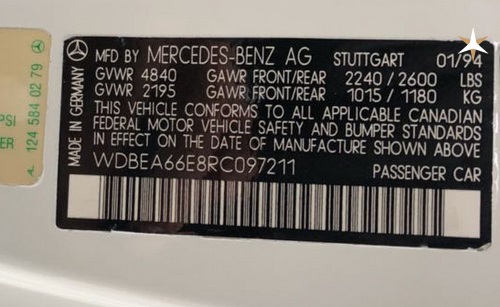 MFD BY MERCEDES-BENZ AG STUTTGART 01/94
GVWR 4840 GAWR FRONT/REAR 2240/2600 LBS
GVWR 2195 GAWR FRONT/REAR 1015/1180 KG
THIS VEHICLE CONFORMS TO ALL APPLICABLE CANADIAN
FEDERAL MOTOR VEHICLE SAFETY AND BUMPER STANDARDS
IN EFFECT ON THE DATE OF MANUFACTURE SHOWN ABOVE
WDBEA66E8RC097211 PASSENGER CAR
MADE IN GERMANY
A 124 584 02 79